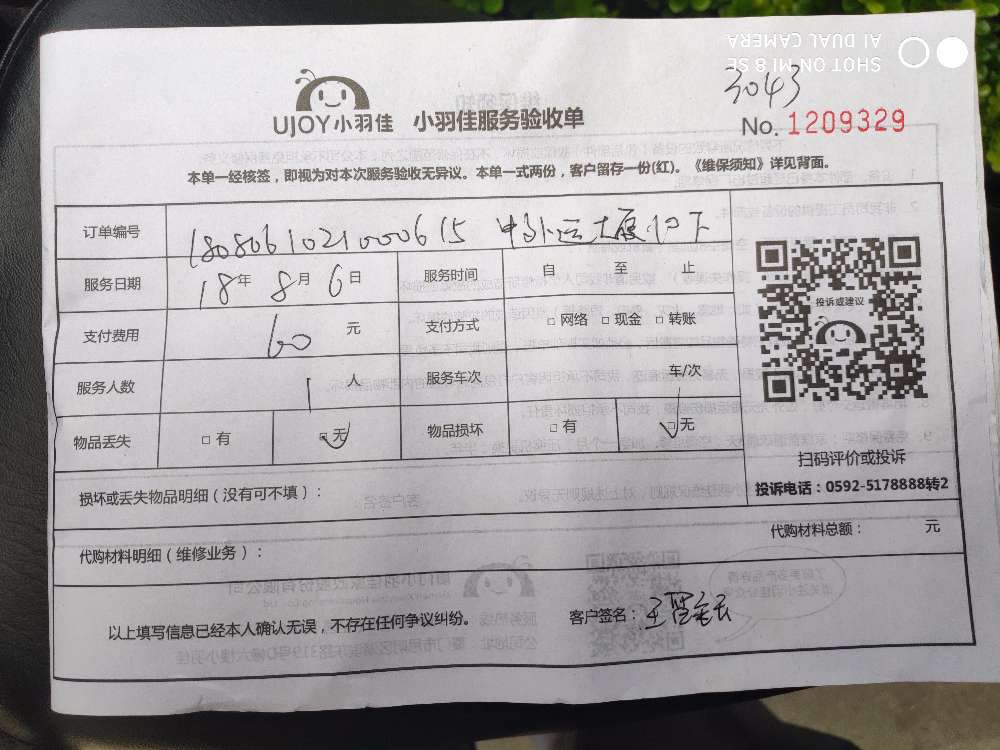 SHOT ON MI 8 SE
AI DUAL CAMERA
3043
UJOY小羽佳 小羽佳服务验收单
No. 1209329
本单一经核签，即视为对本次服务验收无异议。本单一式两份，客户留存一份(红)。《维保须知》详见背面。
订单编号 18080610210000615 中外运大厦楼下
服务日期 18年 8月 6日 服务时间 自 至 止
支付费用 60 元 支付方式 □网络 □现金 □转账
服务人数 1 人 服务车次 车/次
物品丢失 □有 □无 物品损坏 □有 □无
投诉或建议
扫码评价或投诉
投诉电话：0592-5178888转2
损坏或丢失物品明细（没有可不填）：
代购材料明细（维修业务）： 代购材料总额： 元
以上填写信息已经本人确认无误，不存在任何争议纠纷。 客户签名：